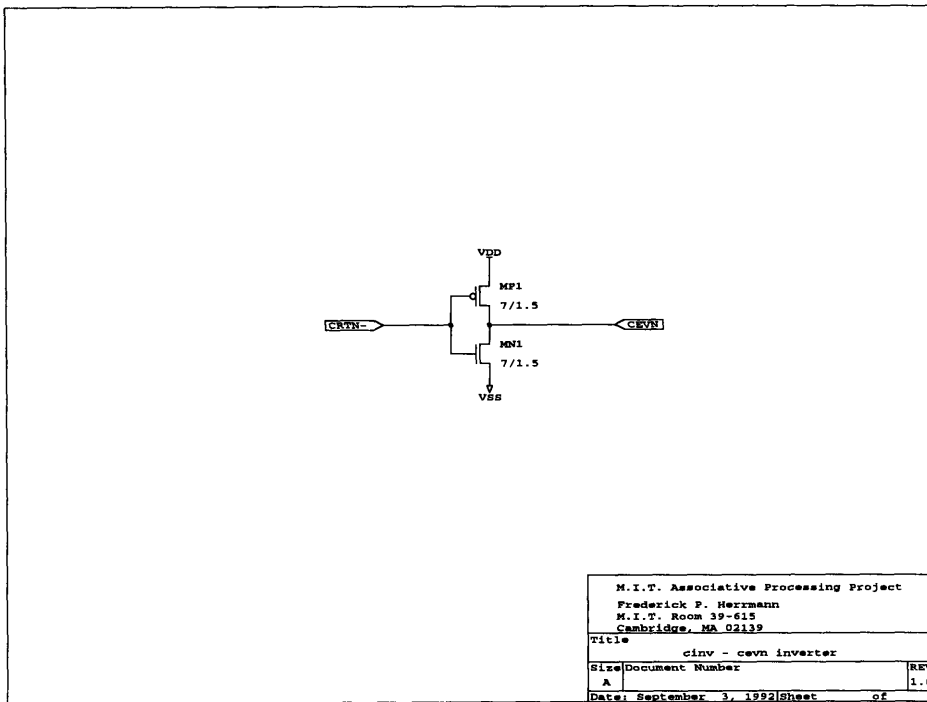 VDD
MP1
7/1.5
CRTN-
CEVN
MN1
7/1.5
VSS
M.I.T. Associative Processing Project
Frederick P. Herrmann
M.I.T. Room 39-615
Cambridge, MA 02139
Title
cinv - cevn inverter
Size Document Number
A
Date: September 3, 1992 Sheet of